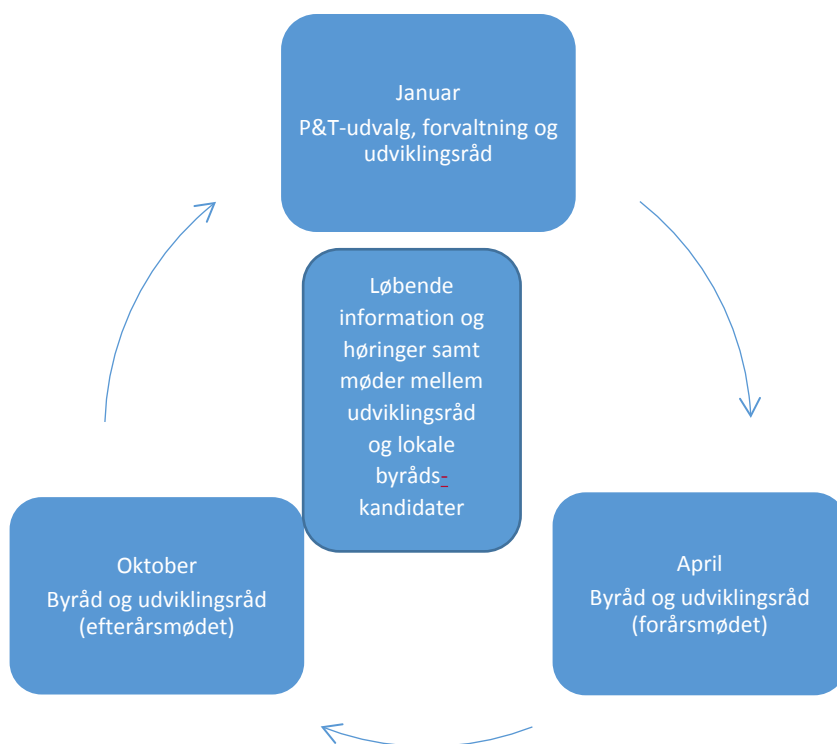 Januar
P&T-udvalg, forvaltning og
udviklingsråd
Løbende
information og
høringer samt
møder mellem
udviklingsråd
og lokale
byråds-
kandidater
Oktober
Byråd og udviklingsråd
(efterårsmødet)
April
Byråd og udviklingsråd
(forårsmødet)